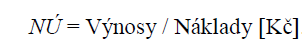 NÚ = Výnosy / Náklady [Kč]